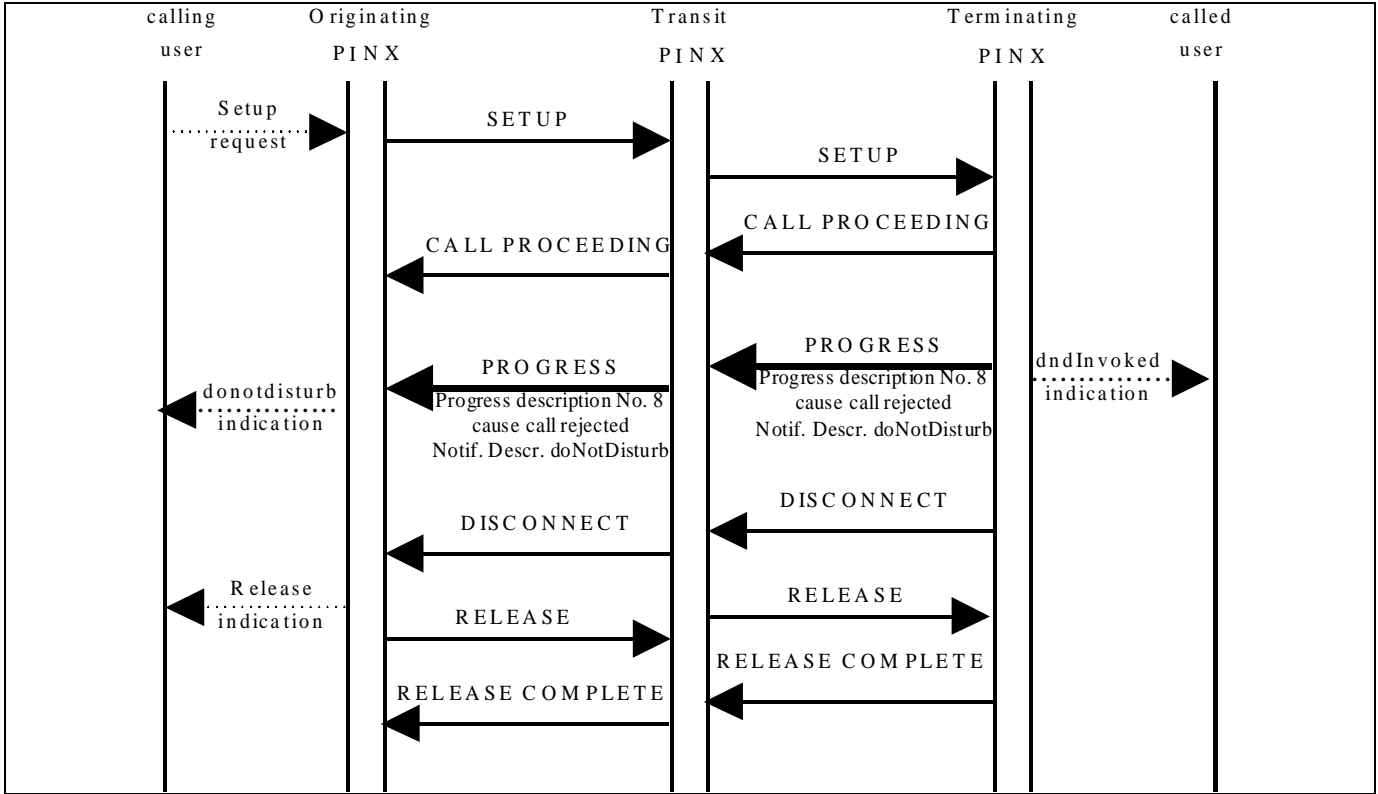 calling Originating Transit Terminating called
user PINX PINX PINX user
Setup
request
SETUP
SETUP
CALL PROCEEDING
CALL PROCEEDING
PROGRESS
Progress description No. 8
cause call rejected
Notif. Descr. doNotDisturb
dndInvoked
indication
PROGRESS
Progress description No. 8
cause call rejected
Notif. Descr. doNotDisturb
donotdisturb
indication
DISCONNECT
DISCONNECT
Release
indication
RELEASE
RELEASE
RELEASE COMPLETE
RELEASE COMPLETE